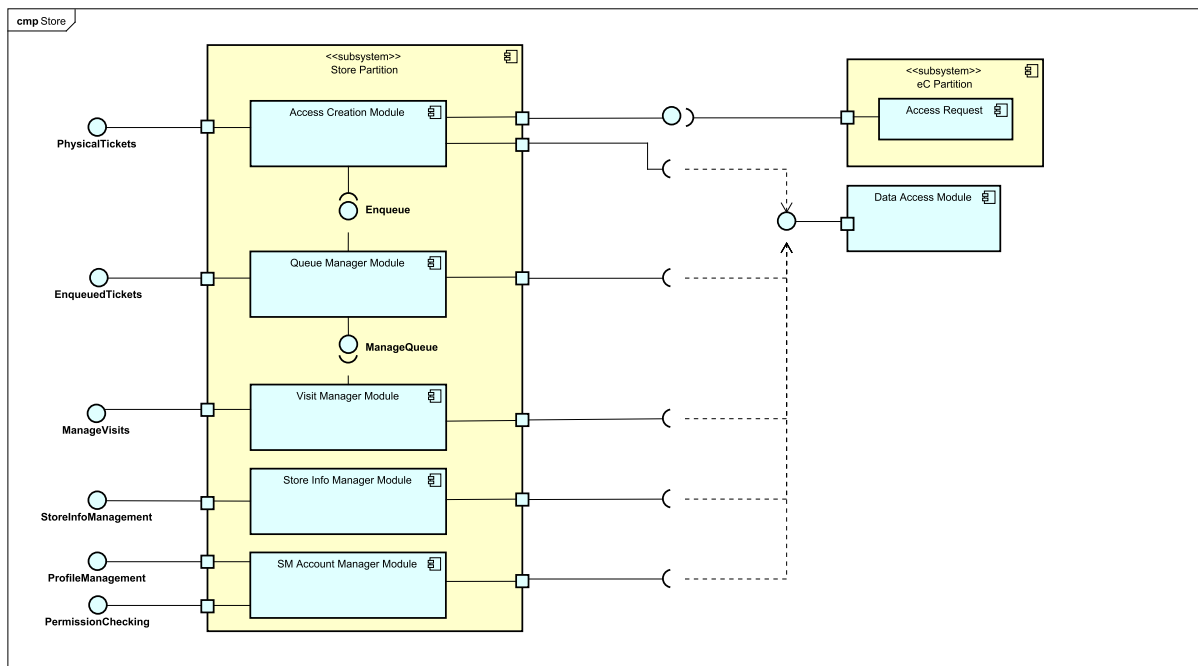 cmp Store
<<subsystem>>
Store Partition
<<subsystem>>
eC Partition
Access Creation Module
Access Request
PhysicalTickets
Data Access Module
Enqueue
Queue Manager Module
EnqueuedTickets
ManageQueue
Visit Manager Module
ManageVisits
Store Info Manager Module
StoreInfoManagement
SM Account Manager Module
ProfileManagement
PermissionChecking